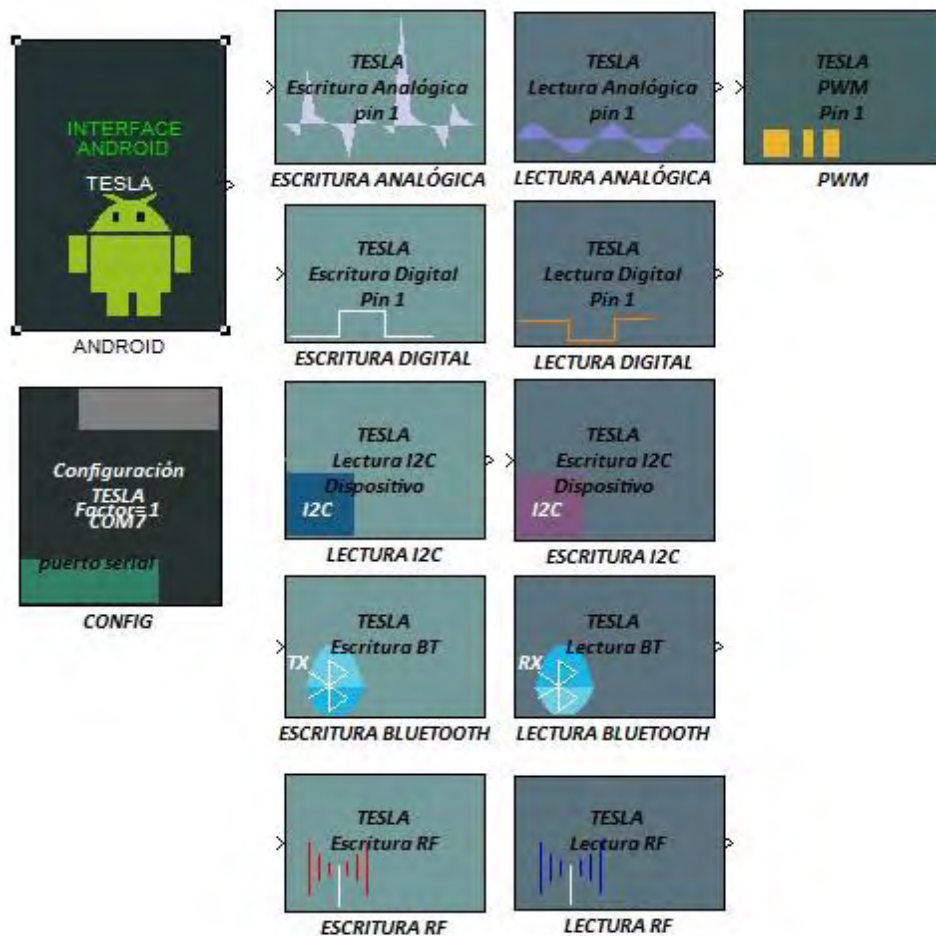 INTERFACE
ANDROID
TESLA
ANDROID
TESLA
Escritura Analógica
pin 1
ESCRITURA ANALÓGICA
TESLA
Lectura Analógica
pin 1
LECTURA ANALÓGICA
TESLA
PWM
Pin 1
PWM
TESLA
Escritura Digital
Pin 1
ESCRITURA DIGITAL
TESLA
Lectura Digital
Pin 1
LECTURA DIGITAL
Configuración
TESLA
Factor=1
COM7
puerto serial
CONFIG
TESLA
Lectura I2C
Dispositivo
I2C
LECTURA I2C
TESLA
Escritura I2C
Dispositivo
I2C
ESCRITURA I2C
TESLA
Escritura BT
TX
ESCRITURA BLUETOOTH
TESLA
Lectura BT
RX
LECTURA BLUETOOTH
TESLA
Escritura RF
ESCRITURA RF
TESLA
Lectura RF
LECTURA RF